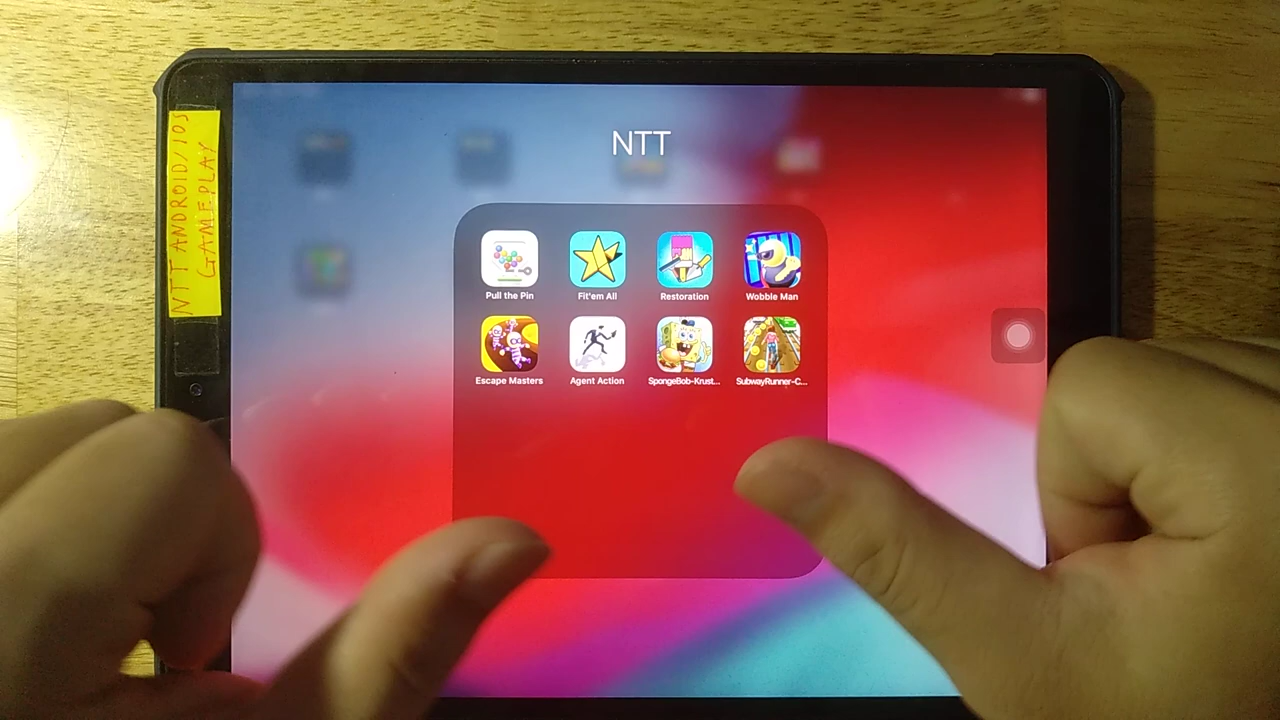 NTT ANDROID/IOS
GAMEPLAY
NTT
Pull the Pin
Fit'em All
Restoration
Wobble Man
Escape Masters
Agent Action
SpongeBob-Krust...
SubwayRunner-C...